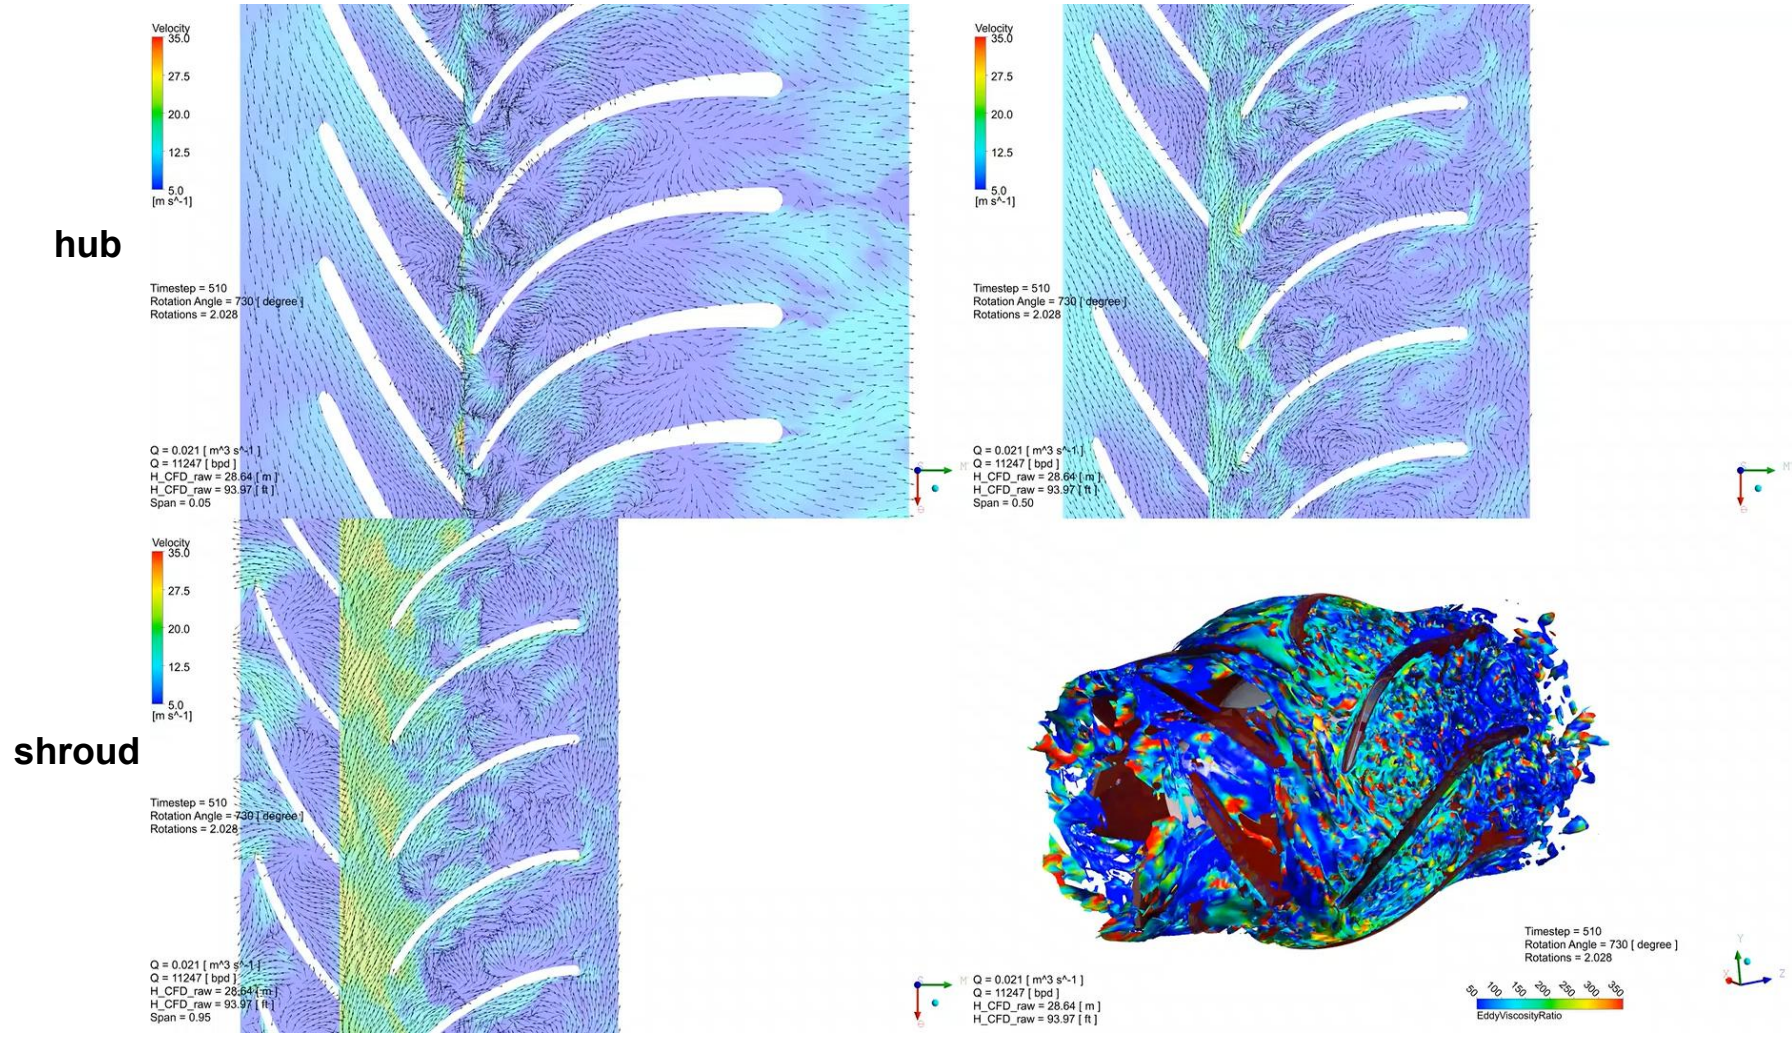 Velocity
35.0
27.5
20.0
12.5
5.0
[m s^-1]
hub
Timestep = 510
Rotation Angle = 730 [ degree ]
Rotations = 2.028
Q = 0.021 [ m^3 s^-1 ]
Q = 11247 [ bpd ]
H_CFD_raw = 28.64 [ m ]
H_CFD_raw = 93.97 [ ft ]
Span = 0.05
Velocity
35.0
27.5
20.0
12.5
5.0
[m s^-1]
Timestep = 510
Rotation Angle = 730 [ degree ]
Rotations = 2.028
Q = 0.021 [ m^3 s^-1 ]
Q = 11247 [ bpd ]
H_CFD_raw = 28.64 [ m ]
H_CFD_raw = 93.97 [ ft ]
Span = 0.50
Velocity
35.0
27.5
20.0
12.5
5.0
[m s^-1]
shroud
Timestep = 510
Rotation Angle = 730 [ degree ]
Rotations = 2.028
Q = 0.021 [ m^3 s^-1 ]
Q = 11247 [ bpd ]
H_CFD_raw = 28.64 [ m ]
H_CFD_raw = 93.97 [ ft ]
Span = 0.95
Timestep = 510
Rotation Angle = 730 [ degree ]
Rotations = 2.028
Y
X
Z
Q = 0.021 [ m^3 s^-1 ]
Q = 11247 [ bpd ]
H_CFD_raw = 28.64 [ m ]
H_CFD_raw = 93.97 [ ft ]
50 100 150 200 250 300 350
EddyViscosityRatio